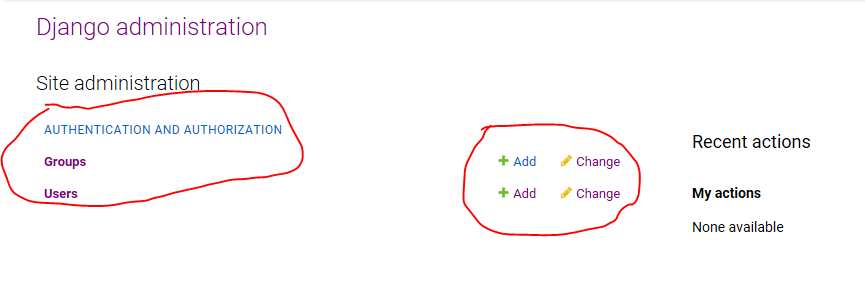 Django administration
Site administration
AUTHENTICATION AND AUTHORIZATION
Groups Add Change
Users Add Change
Recent actions
My actions
None available